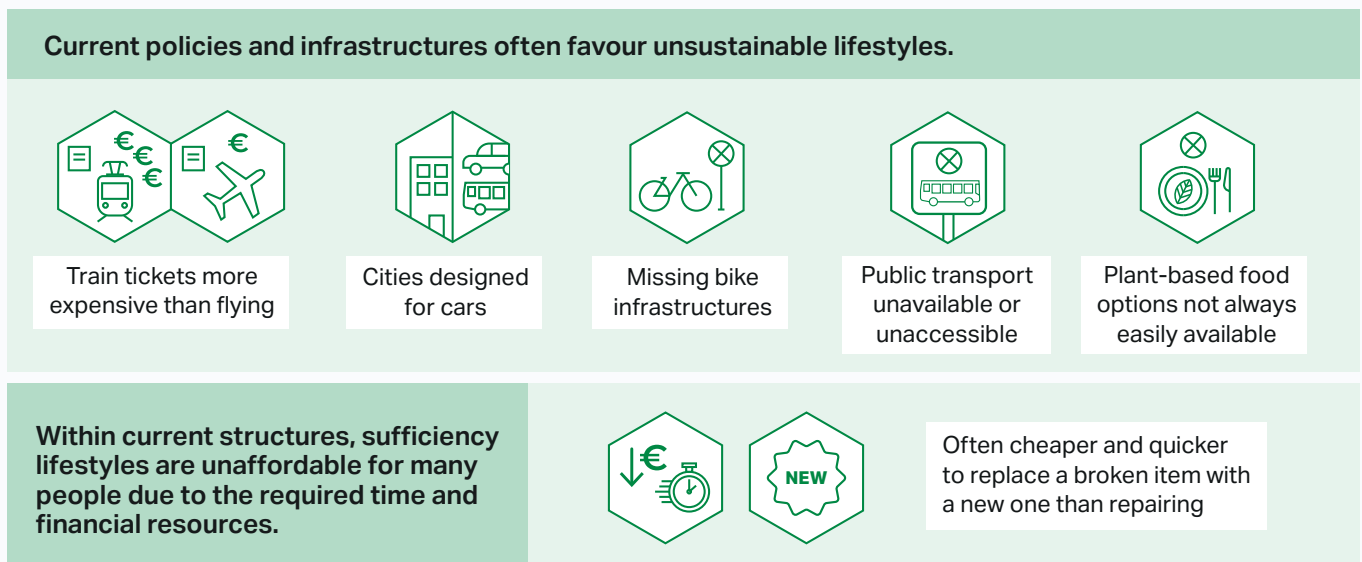 Current policies and infrastructures often favour unsustainable lifestyles.
€
€
€
€
Train tickets more
expensive than flying
Cities designed
for cars
Missing bike
infrastructures
Public transport
unavailable or
unaccessible
Plant-based food
options not always
easily available
Within current structures, sufficiency
lifestyles are unaffordable for many
people due to the required time and
financial resources.
€
NEW
Often cheaper and quicker
to replace a broken item with
a new one than repairing